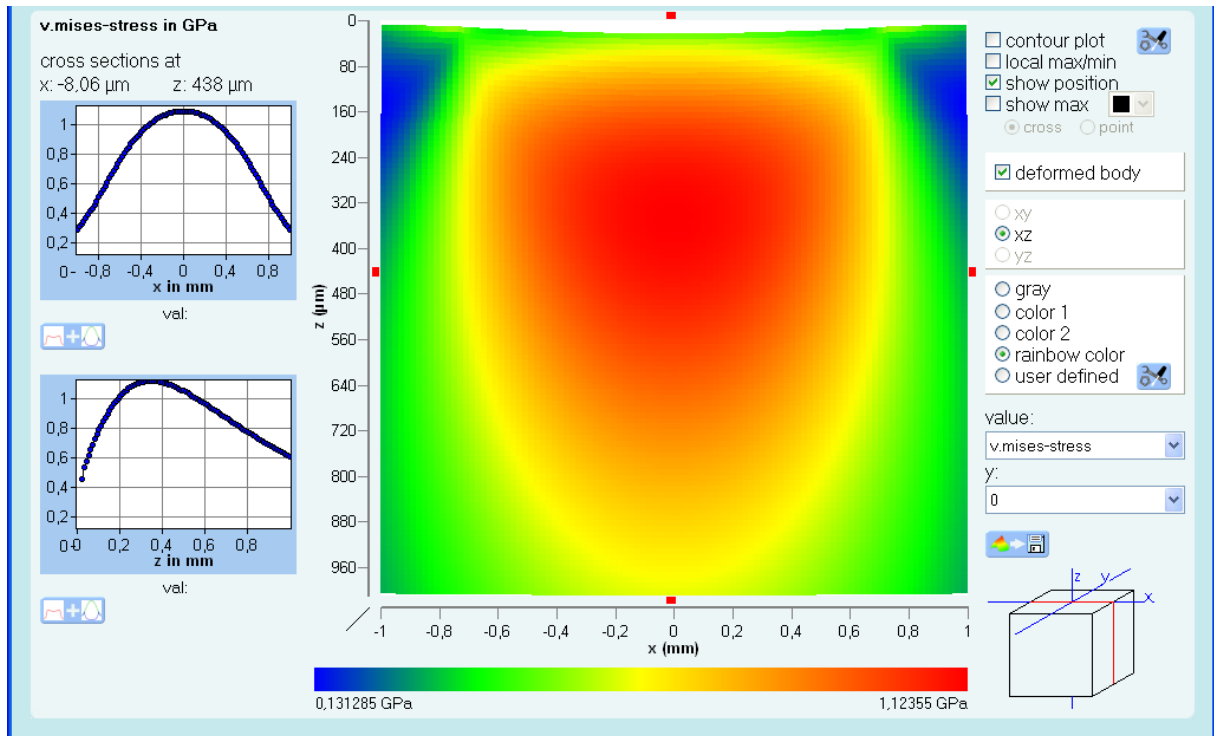 v.mises-stress in GPa
cross sections at
x: -8,06 µm z: 438 µm
1
0,8
0,6
0,4
0,2
0- -0,8 -0,4 0 0,4 0,8
x in mm
val:
1
0,8
0,6
0,4
0,2
0 0 0,2 0,4 0,6 0,8
z in mm
val:
0
80
160
240
320
400
480
560
640
720
800
880
960
z (µm)
-1 -0,8 -0,6 -0,4 -0,2 0 0,2 0,4 0,6 0,8 1
x (mm)
0,131285 GPa 1,12355 GPa
contour plot
local max/min
show position
show max
cross point
deformed body
xy
xz
yz
gray
color 1
color 2
rainbow color
user defined
value:
v.mises-stress
y:
0
z y
x